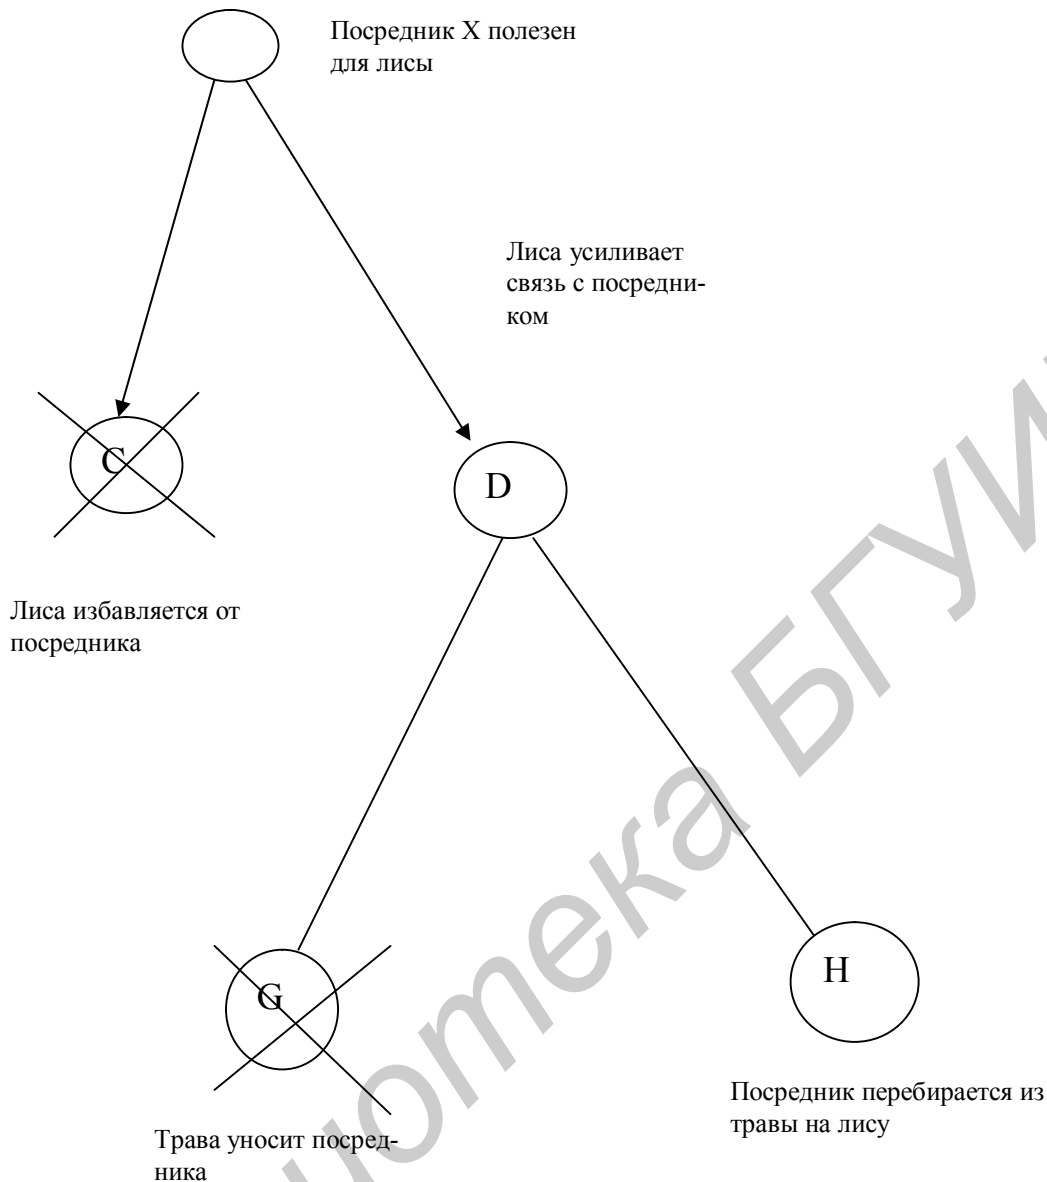 Посредник X полезен
для лисы
Лиса усиливает
связь с посредни-
ком
C
D
Лиса избавляется от
посредника
G
H
Посредник перебирается из
травы на лису
Трава уносит посред-
ника